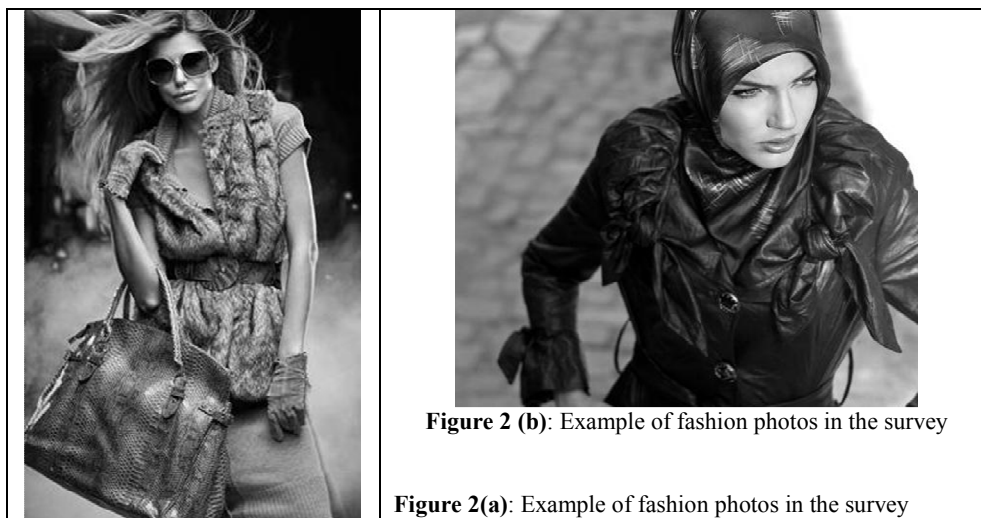 Figure 2 (b): Example of fashion photos in the survey
Figure 2(a): Example of fashion photos in the survey